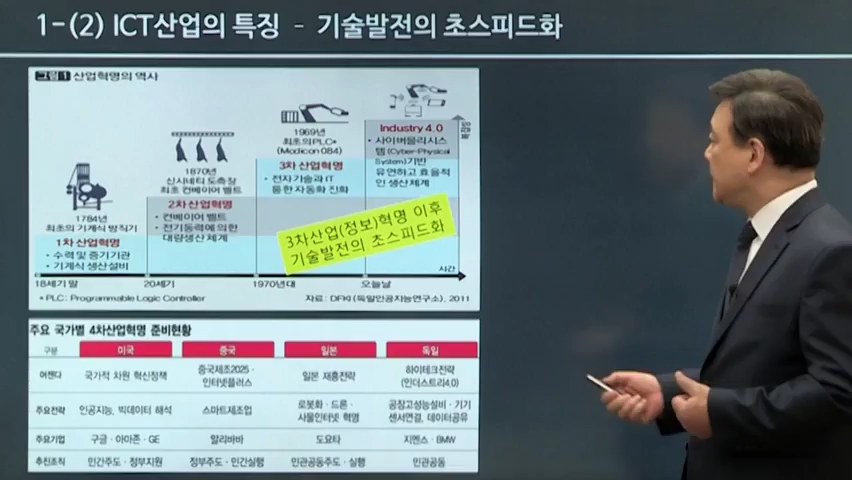 1-(2) ICT산업의 특징 - 기술발전의 초스피드화
그림 1 산업혁명의 역사
1784년
최초의 기계식 방직기
1차 산업혁명
• 수력 및 증기기관
• 기계식 생산설비
1870년
신시내티 도축장
최초 컨베이어 벨트
2차 산업혁명
• 컨베이어 벨트
• 전기동력에 의한
대량생산 체계
1969년
최초의 PLC*
(Modicon 084)
3차 산업혁명
• 전자기술과 IT
통한 자동화 진화
Industry 4.0
• 사이버물리시스
템(Cyber-Physical
System)기반
유연하고 효율적
인 생산 체계
복잡성
3차산업(정보)혁명 이후
기술발전의 초스피드화
시간
18세기 말 20세기 1970년대 오늘날
* PLC: Programmable Logic Controller 자료: DFKI(독일인공지능연구소), 2011
주요 국가별 4차산업혁명 준비현황
구분 미국 중국 일본 독일
어젠다 국가적 차원 혁신정책 중국제조2025· 인터넷플러스 일본 재흥전략 하이테크전략 (인더스트리4.0)
주요전략 인공지능, 빅데이터 해석 스마트제조업 로봇화·드론· 사물인터넷 혁명 공장고성능설비·기기 센서연결, 데이터공유
주요기업 구글·아마존·GE 알리바바 도요타 지멘스·BMW
추진조직 민간주도·정부지원 정부주도·민간실행 민관공동주도·실행 민관공동